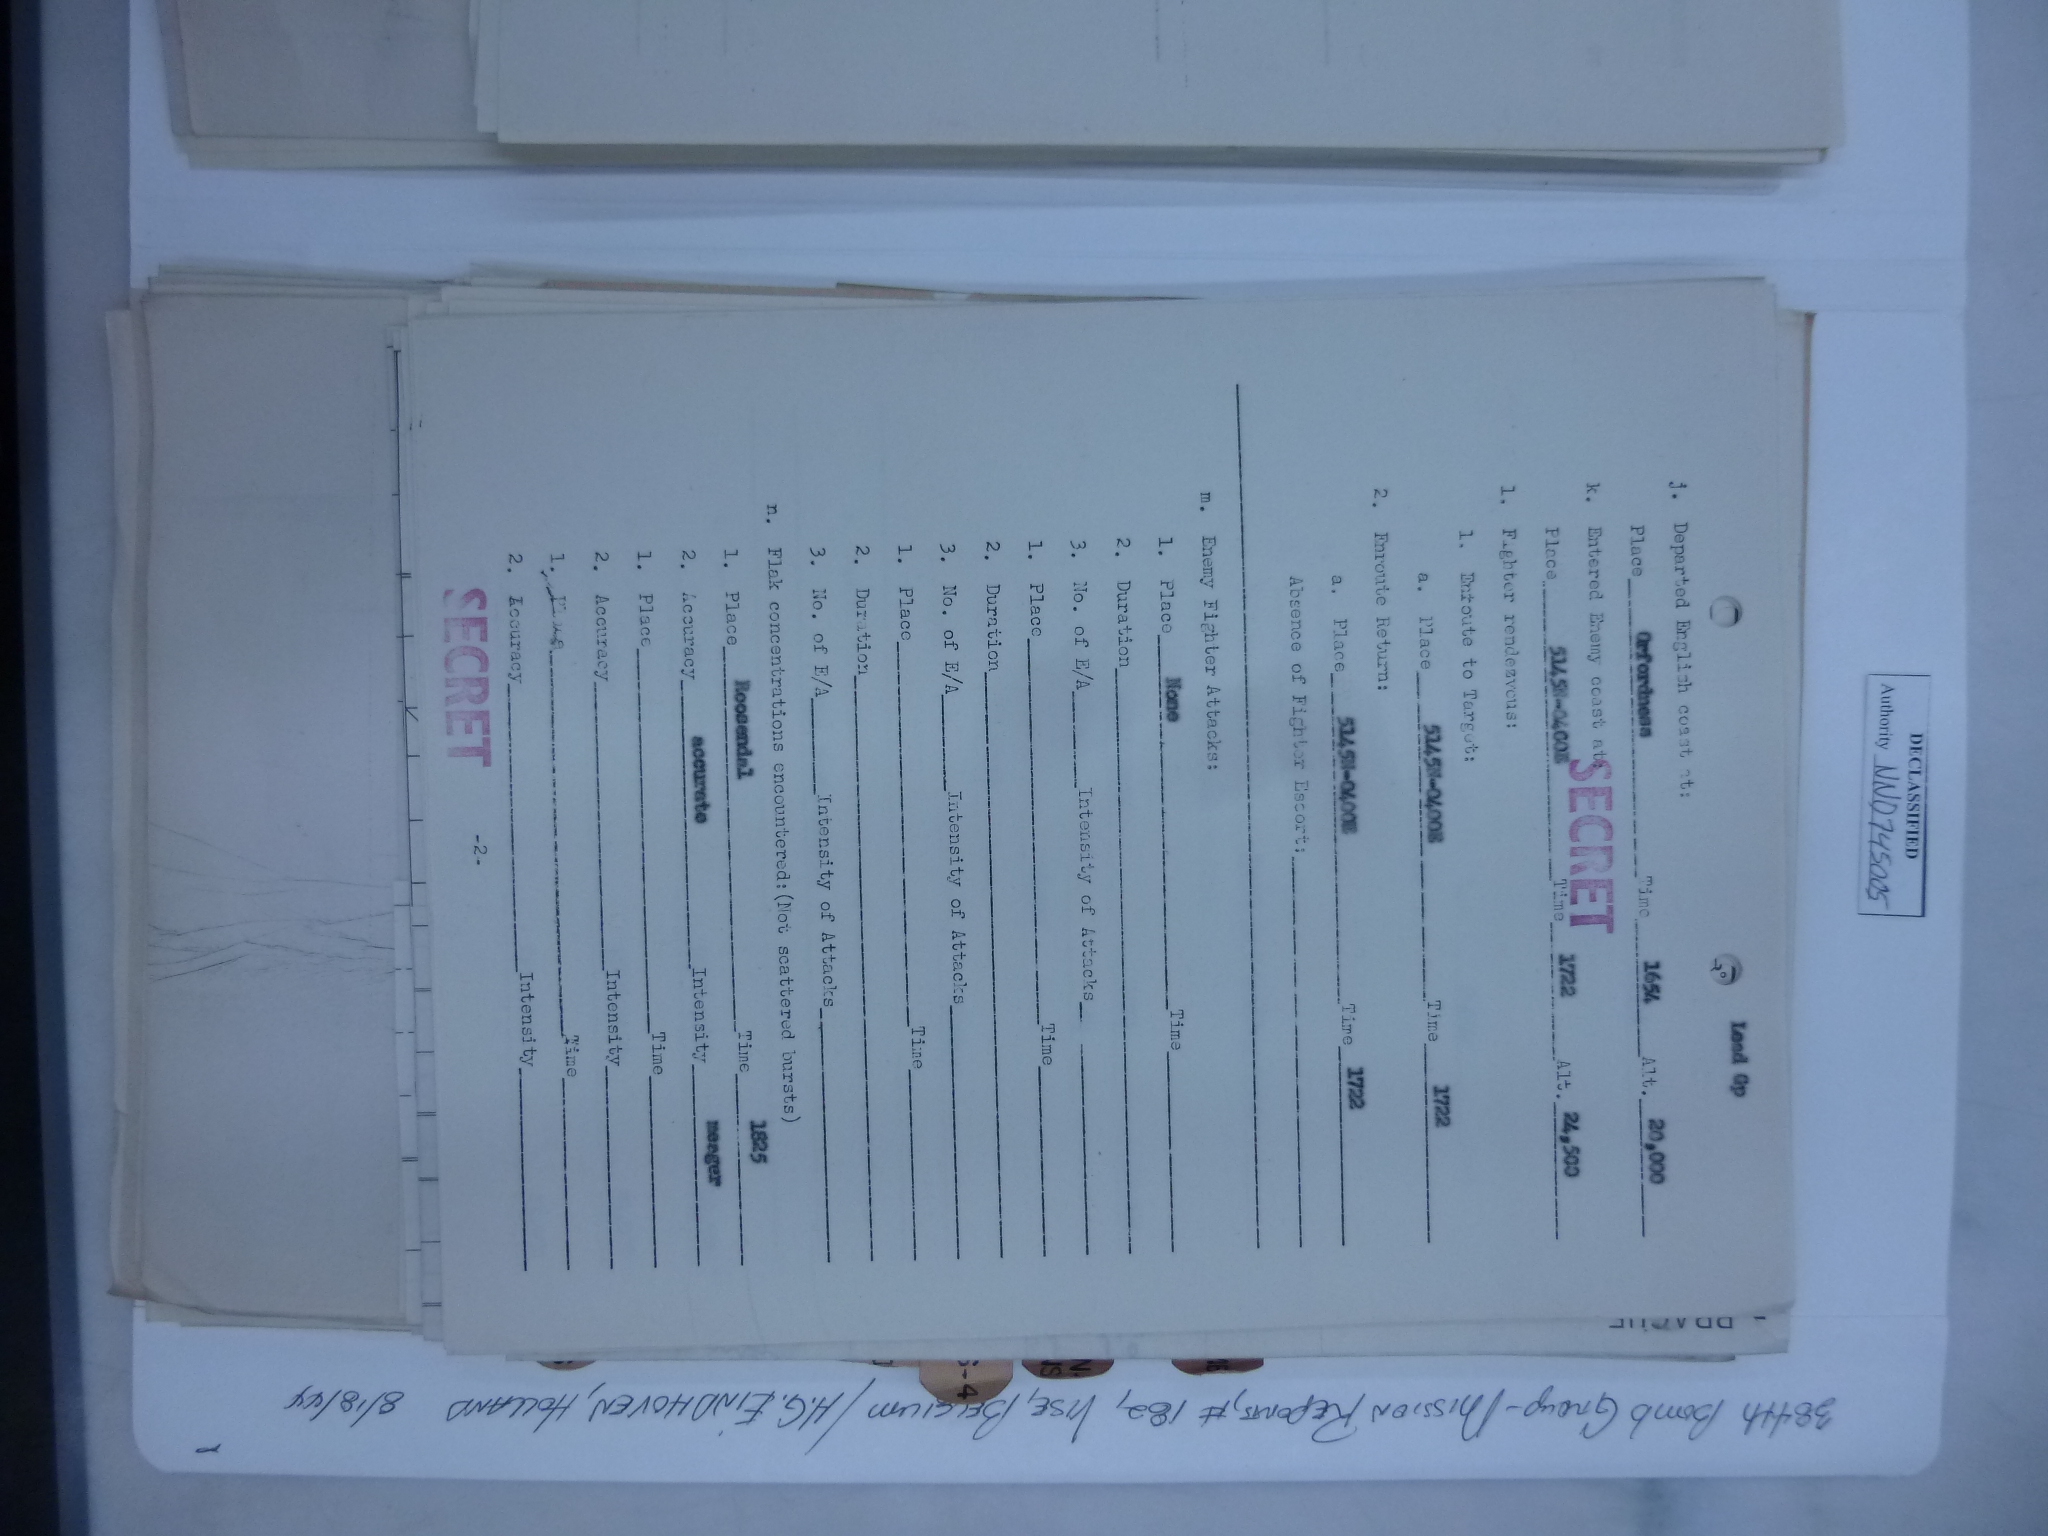 DECLASSIFIED
Authority NND 745005
Lead Gp
j. Departed English coast at:
Place Orfordness Time 1654 Alt. 20,000
SECRET
k. Entered Enemy coast at:
Place 5145N-0400E Time 1722 Alt. 24,500
l. Fighter rendezvous:
1. Enroute to Target:
a. Place 5145N-0400E Time 1722
2. Enroute Return:
a. Place 5145N-0400E Time 1722
Absence of Fighter Escort:
m. Enemy Fighter Attacks:
1. Place None Time
2. Duration
3. No. of E/A Intensity of Attacks
1. Place Time
2. Duration
3. No. of E/A Intensity of Attacks
1. Place Time
2. Duration
3. No. of E/A Intensity of Attacks
n. Flak concentrations encountered:(Not scattered bursts)
1. Place Roosendal Time 1825
2. Accuracy accurate Intensity meager
1. Place Time
2. Accuracy Intensity
1. Place Time
2. Accuracy Intensity
SECRET
-2-
384th Bomb Group - Mission Reports, # 182, Vise, Belgium / H.G. Eindhoven, Holland 8/18/44